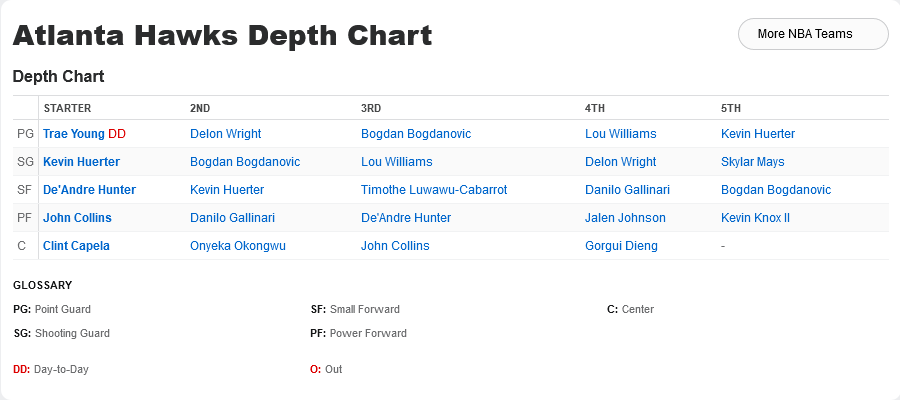 Atlanta Hawks Depth Chart
More NBA Teams
Depth Chart
STARTER 2ND 3RD 4TH 5TH
PG Trae Young DD Delon Wright Bogdan Bogdanovic Lou Williams Kevin Huerter
SG Kevin Huerter Bogdan Bogdanovic Lou Williams Delon Wright Skylar Mays
SF De'Andre Hunter Kevin Huerter Timothe Luwawu-Cabarrot Danilo Gallinari Bogdan Bogdanovic
PF John Collins Danilo Gallinari De'Andre Hunter Jalen Johnson Kevin Knox II
C Clint Capela Onyeka Okongwu John Collins Gorgui Dieng -
GLOSSARY
PG: Point Guard SF: Small Forward C: Center
SG: Shooting Guard PF: Power Forward
DD: Day-to-Day O: Out